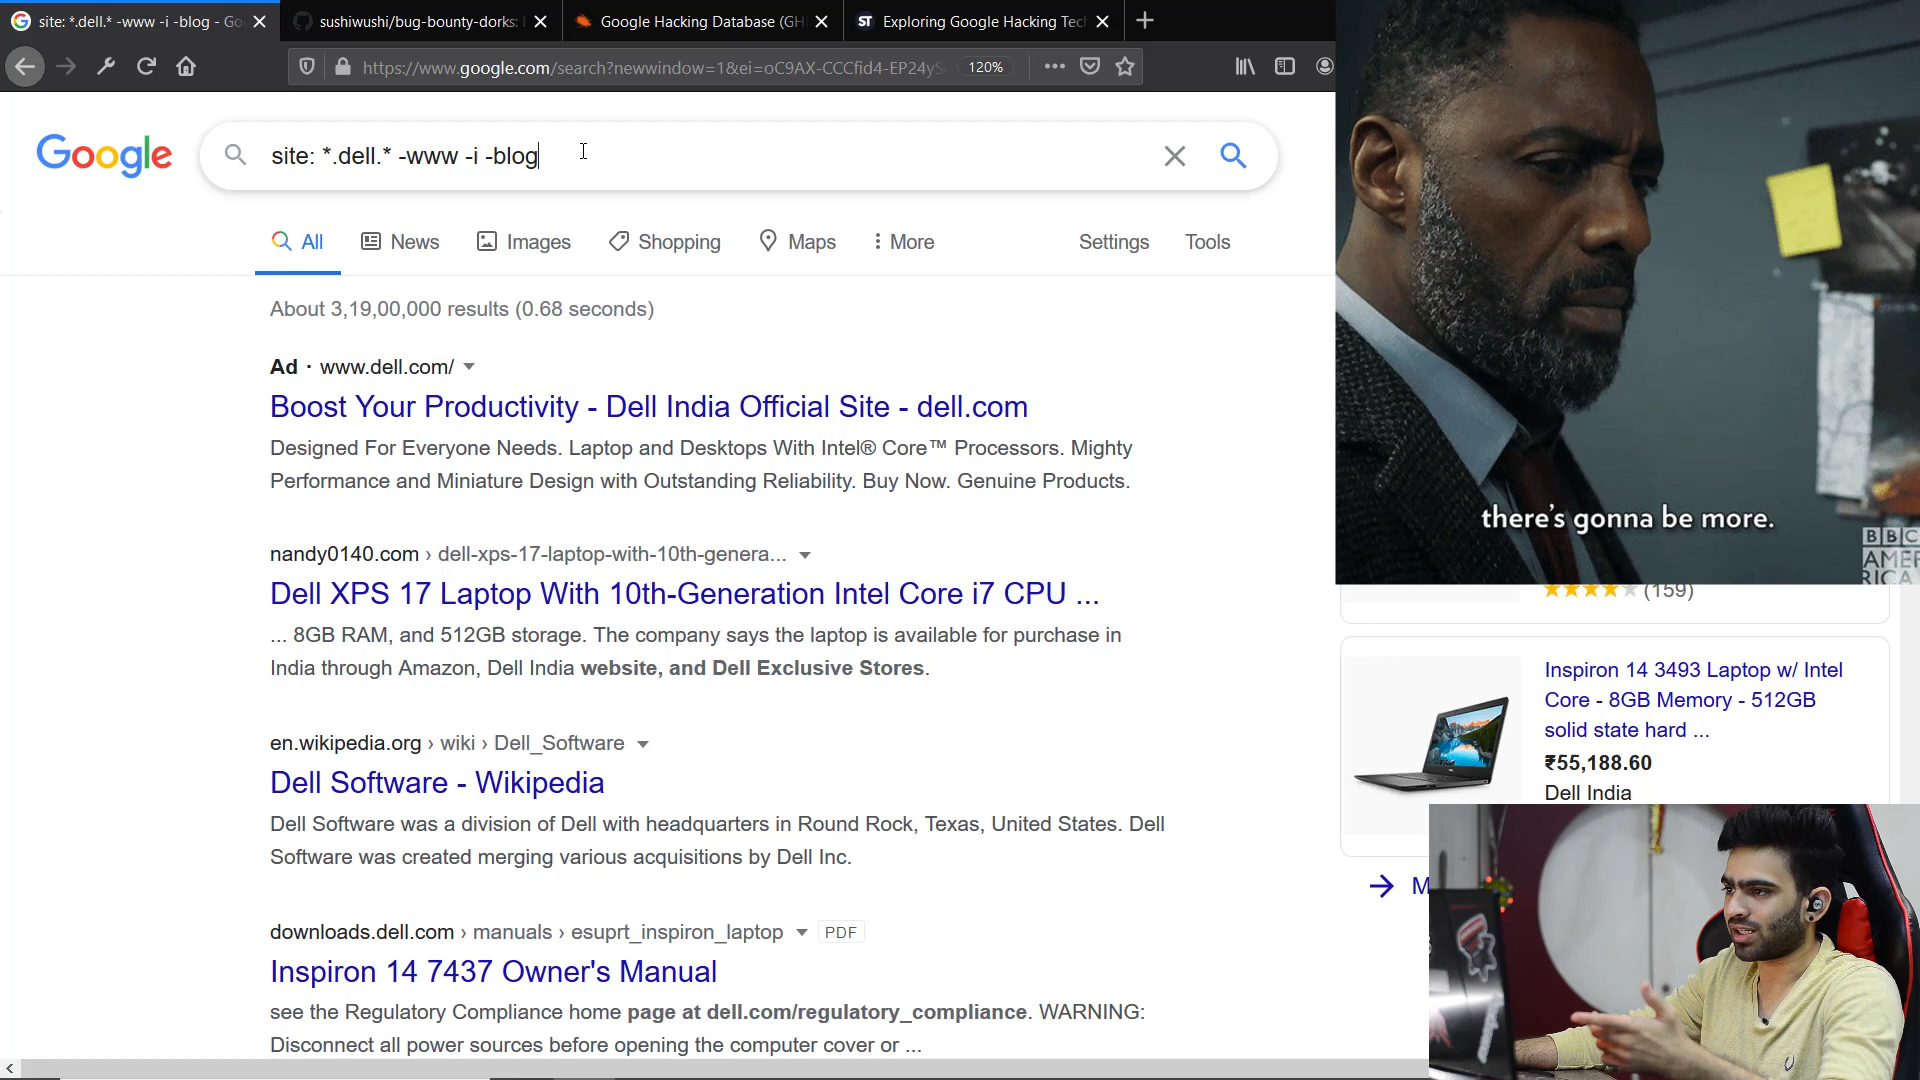 site: *.dell.* -www -i -blog - Go
sushiwushi/bug-bounty-dorks:
Google Hacking Database (GH
ST
Exploring Google Hacking Tec
https://www.google.com/search?newwindow=1&ei=oC9AX-CCCfid4-EP24yS
120%
Google
site: *.dell.* -www -i -blog
All
News
Images
Shopping
Maps
More
Settings
Tools
About 3,19,00,000 results (0.68 seconds)
Ad · www.dell.com/
Boost Your Productivity - Dell India Official Site - dell.com
Designed For Everyone Needs. Laptop and Desktops With Intel® Core™ Processors. Mighty
Performance and Miniature Design with Outstanding Reliability. Buy Now. Genuine Products.
nandy0140.com › dell-xps-17-laptop-with-10th-genera...
Dell XPS 17 Laptop With 10th-Generation Intel Core i7 CPU ...
... 8GB RAM, and 512GB storage. The company says the laptop is available for purchase in
India through Amazon, Dell India website, and Dell Exclusive Stores.
en.wikipedia.org › wiki › Dell_Software
Dell Software - Wikipedia
Dell Software was a division of Dell with headquarters in Round Rock, Texas, United States. Dell
Software was created merging various acquisitions by Dell Inc.
downloads.dell.com › manuals › esuprt_inspiron_laptop
PDF
Inspiron 14 7437 Owner's Manual
see the Regulatory Compliance home page at dell.com/regulatory_compliance. WARNING:
Disconnect all power sources before opening the computer cover or ...
there's gonna be more.
BBC
AMER
RICA
(159)
Inspiron 14 3493 Laptop w/ Intel
Core - 8GB Memory - 512GB
solid state hard ...
₹55,188.60
Dell India
M